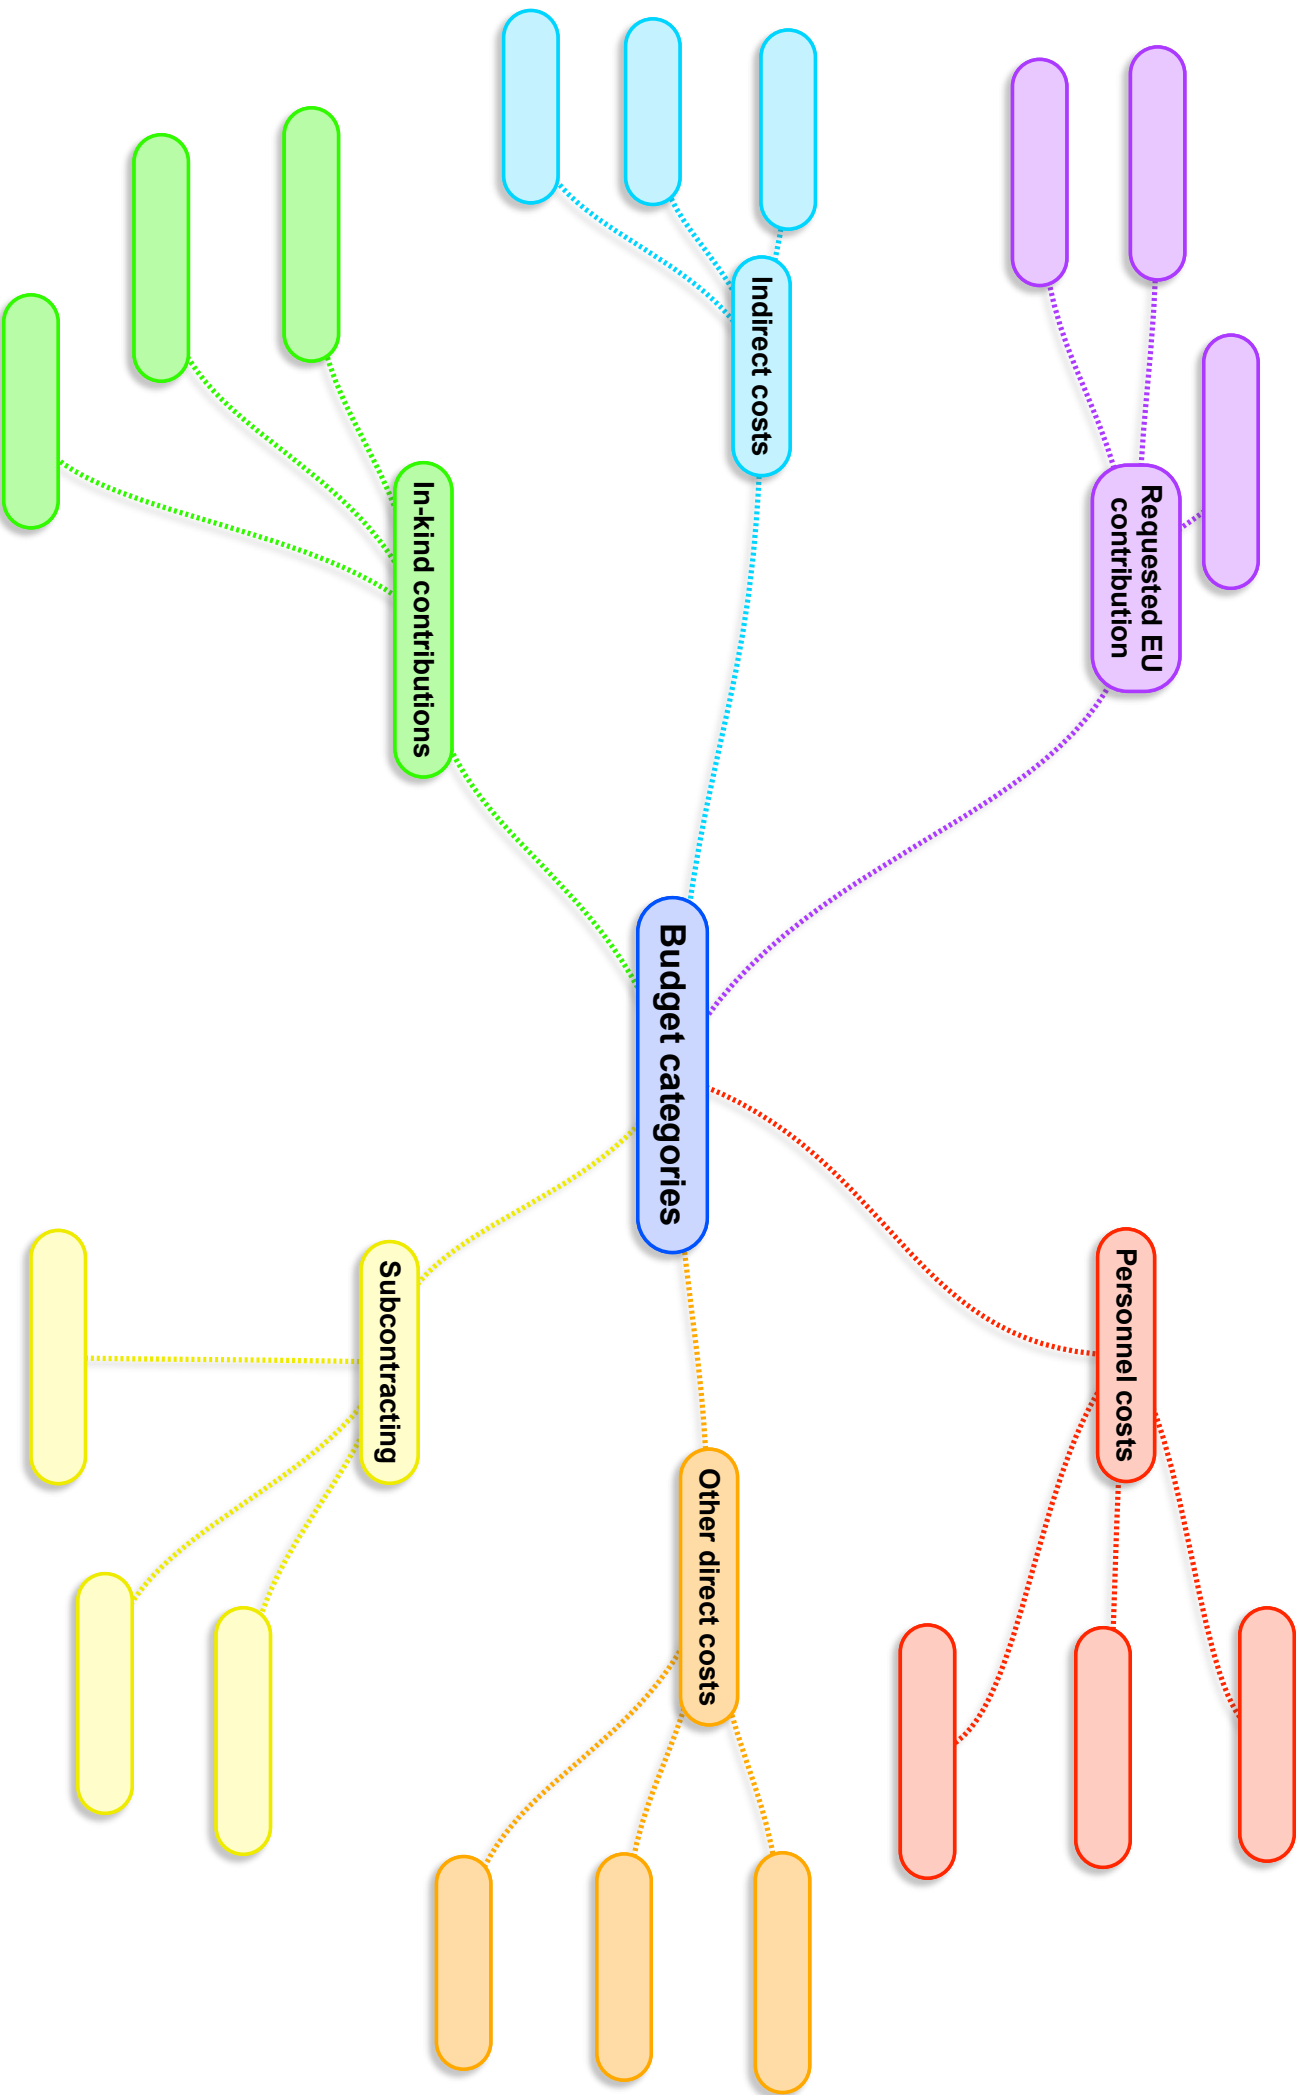 Requested EU
contribution
Personnel costs
Indirect costs
Budget categories
Other direct costs
In-kind contributions
Subcontracting